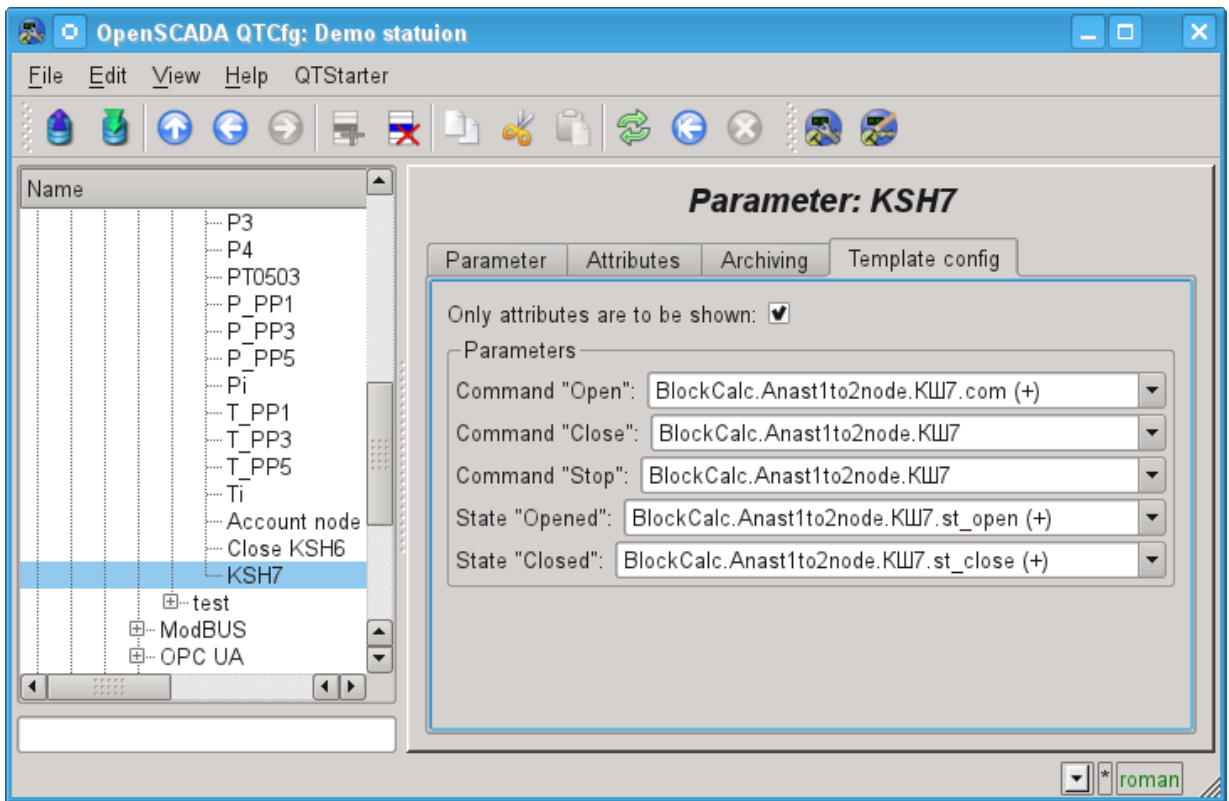 OpenSCADA QTCfg: Demo statuion
File Edit View Help QTStarter
Name
P3
P4
PT0503
P_PP1
P_PP3
P_PP5
Pi
T_PP1
T_PP3
T_PP5
Ti
Account node
Close KSH6
KSH7
test
ModBUS
OPC UA
Parameter: KSH7
Parameter Attributes Archiving Template config
Only attributes are to be shown:
Parameters
Command "Open": BlockCalc.Anast1to2node.КШ7.com (+)
Command "Close": BlockCalc.Anast1to2node.КШ7
Command "Stop": BlockCalc.Anast1to2node.КШ7
State "Opened": BlockCalc.Anast1to2node.КШ7.st_open (+)
State "Closed": BlockCalc.Anast1to2node.КШ7.st_close (+)
* roman